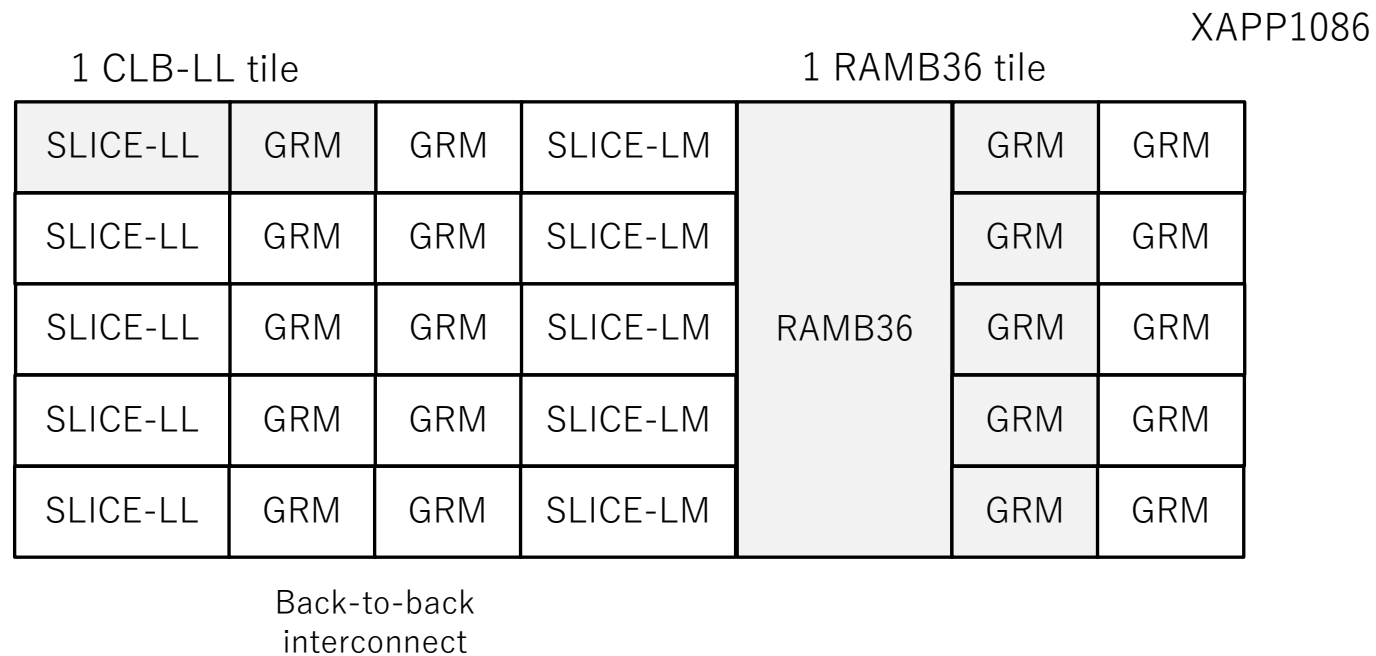 XAPP1086
1 CLB-LL tile 1 RAMB36 tile
SLICE-LL GRM GRM SLICE-LM GRM GRM
SLICE-LL GRM GRM SLICE-LM GRM GRM
SLICE-LL GRM GRM SLICE-LM RAMB36 GRM GRM
SLICE-LL GRM GRM SLICE-LM GRM GRM
SLICE-LL GRM GRM SLICE-LM GRM GRM
Back-to-back
interconnect